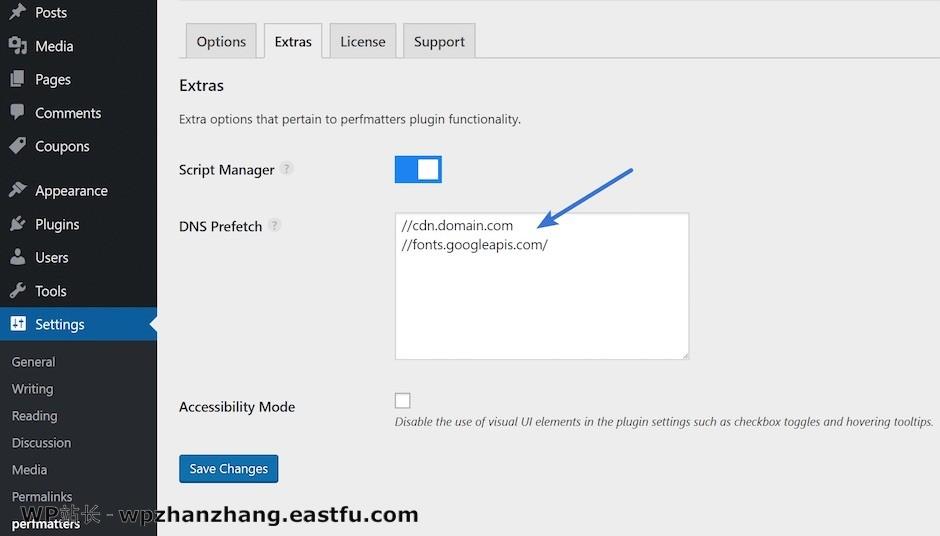 Posts
Media
Pages
Comments
Coupons
Appearance
Plugins
Users
Tools
Settings
General
Writing
Reading
Discussion
Media
Permalinks
perfmatters
Options
Extras
License
Support
Extras
Extra options that pertain to perfmatters plugin functionality.
Script Manager ?
DNS Prefetch ?
//cdn.domain.com
//fonts.googleapis.com/
Accessibility Mode
Disable the use of visual UI elements in the plugin settings such as checkbox toggles and hovering tooltips.
Save Changes
WP站长 - wpzhanzhang.eastfu.com